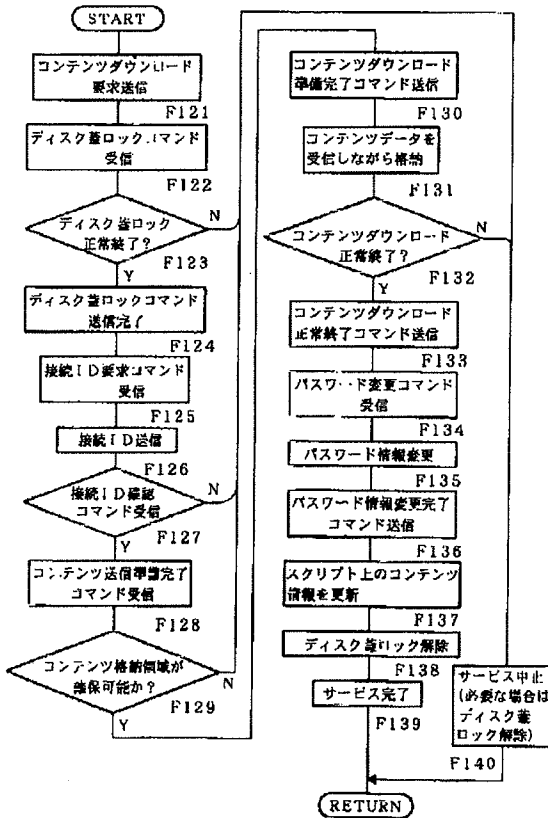 START
コンテンツダウンロード
要求送信
F121
ディスク蓋ロックコマンド
受信
F122
ディスク蓋ロック
正常終了?
N
F123
Y
ディスク蓋ロックコマンド
送信完了
F124
接続ID要求コマンド
受信
F125
接続ID送信
F126
接続ID確認
コマンド受信
N
F127
Y
コンテンツ送信準備完了
コマンド受信
F128
コンテンツ格納領域が
確保可能か?
N
F129
Y
コンテンツダウンロード
準備完了コマンド送信
F130
コンテンツデータを
受信しながら格納
F131
コンテンツダウンロード
正常終了?
N
F132
Y
コンテンツダウンロード
正常終了コマンド送信
F133
パスワード変更コマンド
受信
F134
パスワード情報変更
F135
パスワード情報変更完了
コマンド送信
F136
スクリプト上のコンテンツ
情報を更新
F137
ディスク蓋ロック解除
F138
サービス完了
F139
サービス中止
(必要な場合は
ディスク蓋
ロック解除)
F140
RETURN